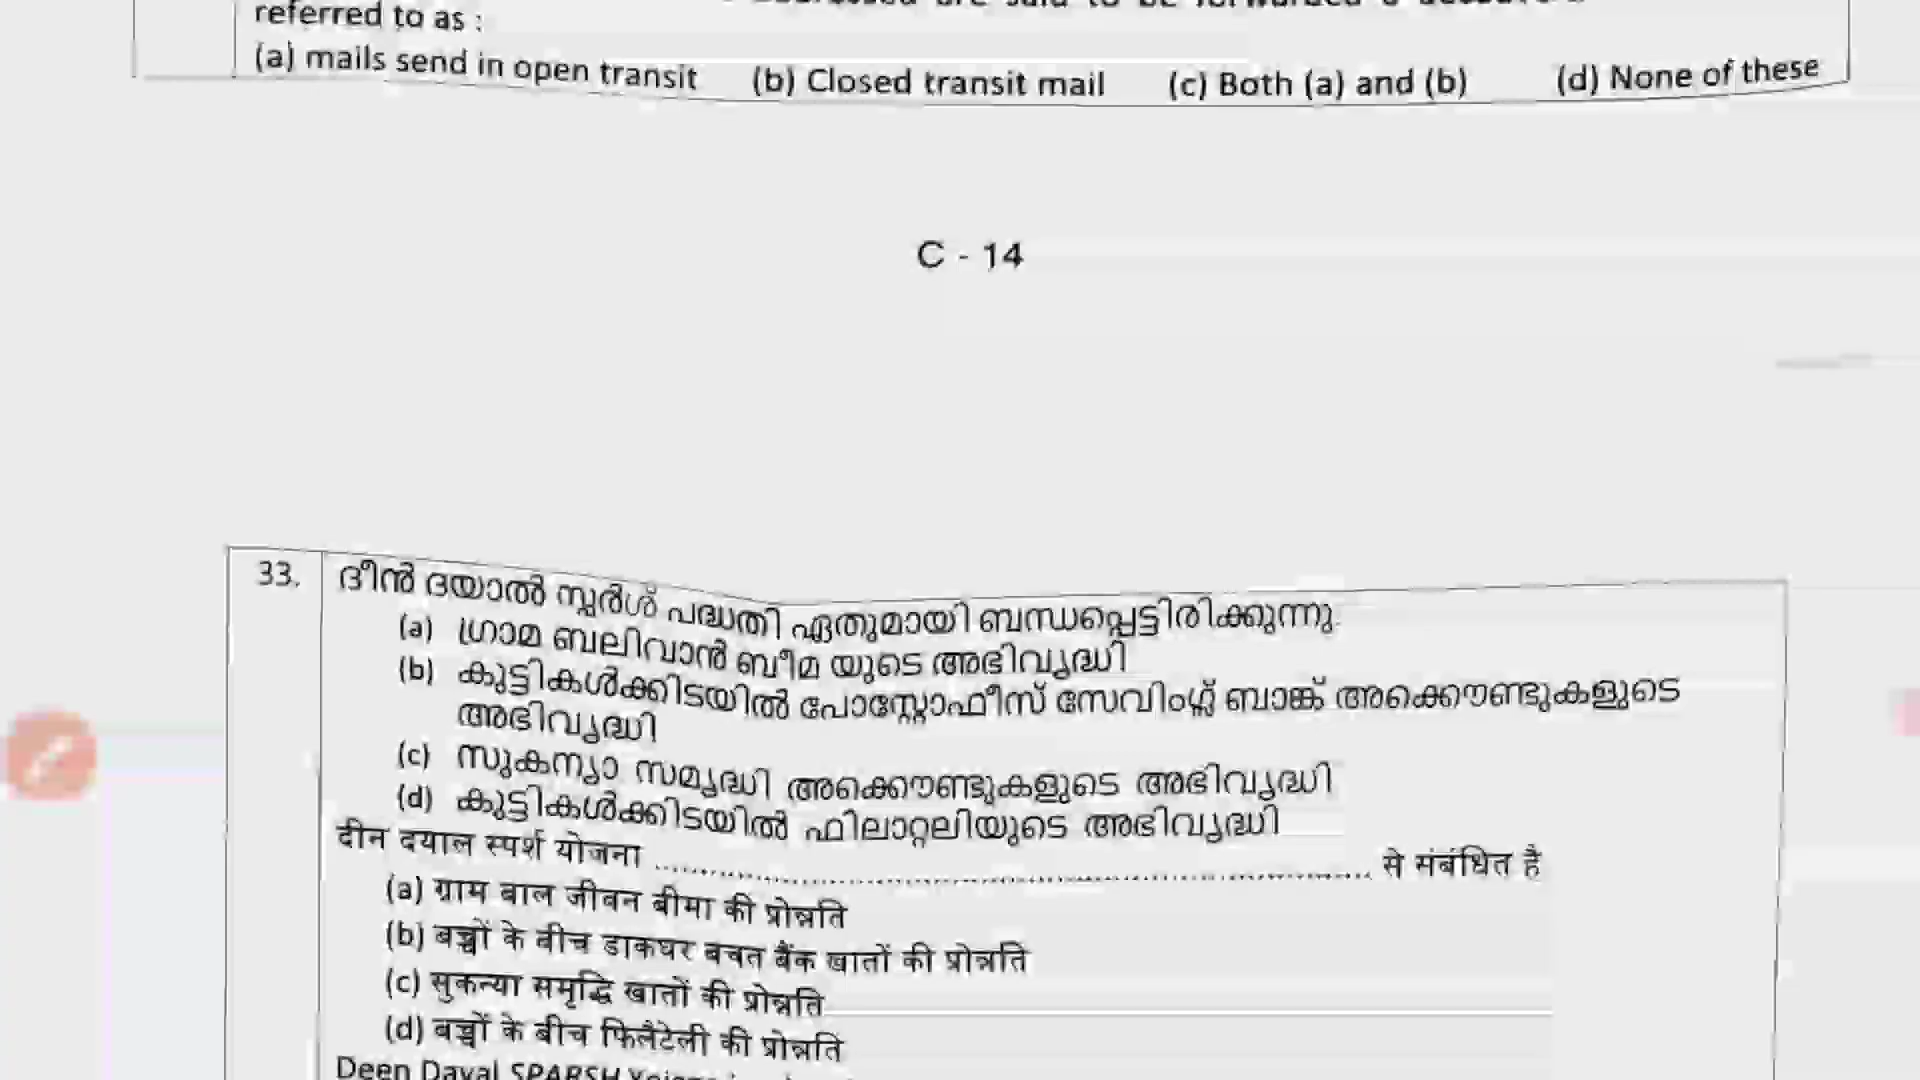 referred to as :
(a) mails send in open transit (b) Closed transit mail (c) Both (a) and (b) (d) None of these
C - 14
33. ദീൻ ദയാൽ സ്പർശ് പദ്ധതി ഏതുമായി ബന്ധപ്പെട്ടിരിക്കുന്നു.
(a) ഗ്രാമ ബലിവാൻ ബീമ യുടെ അഭിവൃദ്ധി
(b) കുട്ടികൾക്കിടയിൽ പോസ്റ്റോഫീസ് സേവിംഗ്സ് ബാങ്ക് അക്കൌണ്ടുകളുടെ
അഭിവൃദ്ധി
(c) സുകന്യാ സമൃദ്ധി അക്കൌണ്ടുകളുടെ അഭിവൃദ്ധി
(d) കുട്ടികൾക്കിടയിൽ ഫിലാറ്റലിയുടെ അഭിവൃദ്ധി
दीन दयाल स्पर्श योजना ........................................................................ से संबंधित है
(a) ग्राम बाल जीवन बीमा की प्रोन्नति
(b) बच्चों के बीच डाकघर बचत बैंक खातों की प्रोन्नति
(c) सुकन्या समृद्धि खातों की प्रोन्नति
(d) बच्चों के बीच फिलैटेली की प्रोन्नति
Deen Dayal SPARSH